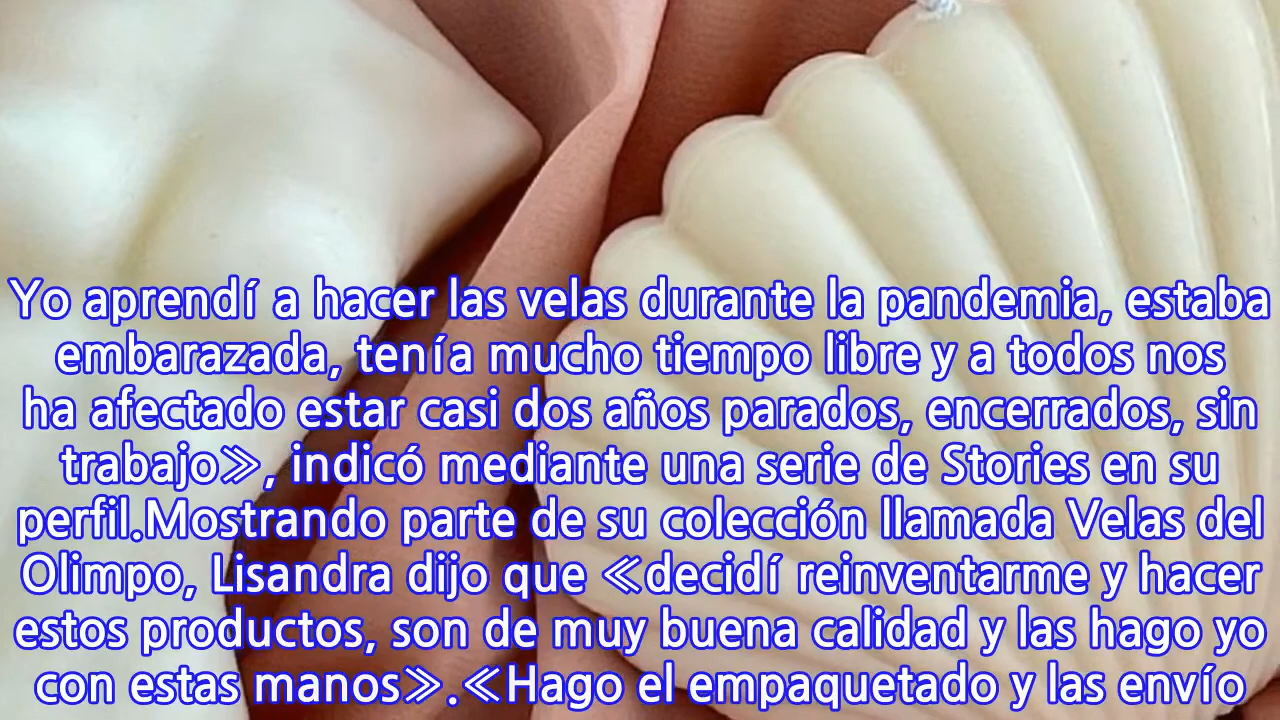 Yo aprendí a hacer las velas durante la pandemia, estaba
embarazada, tenía mucho tiempo libre y a todos nos
ha afectado estar casi dos años parados, encerrados, sin
trabajo≫, indicó mediante una serie de Stories en su
perfil.Mostrando parte de su colección llamada Velas del
Olimpo, Lisandra dijo que ≪decidí reinventarme y hacer
estos productos, son de muy buena calidad y las hago yo
con estas manos≫.≪Hago el empaquetado y las envío